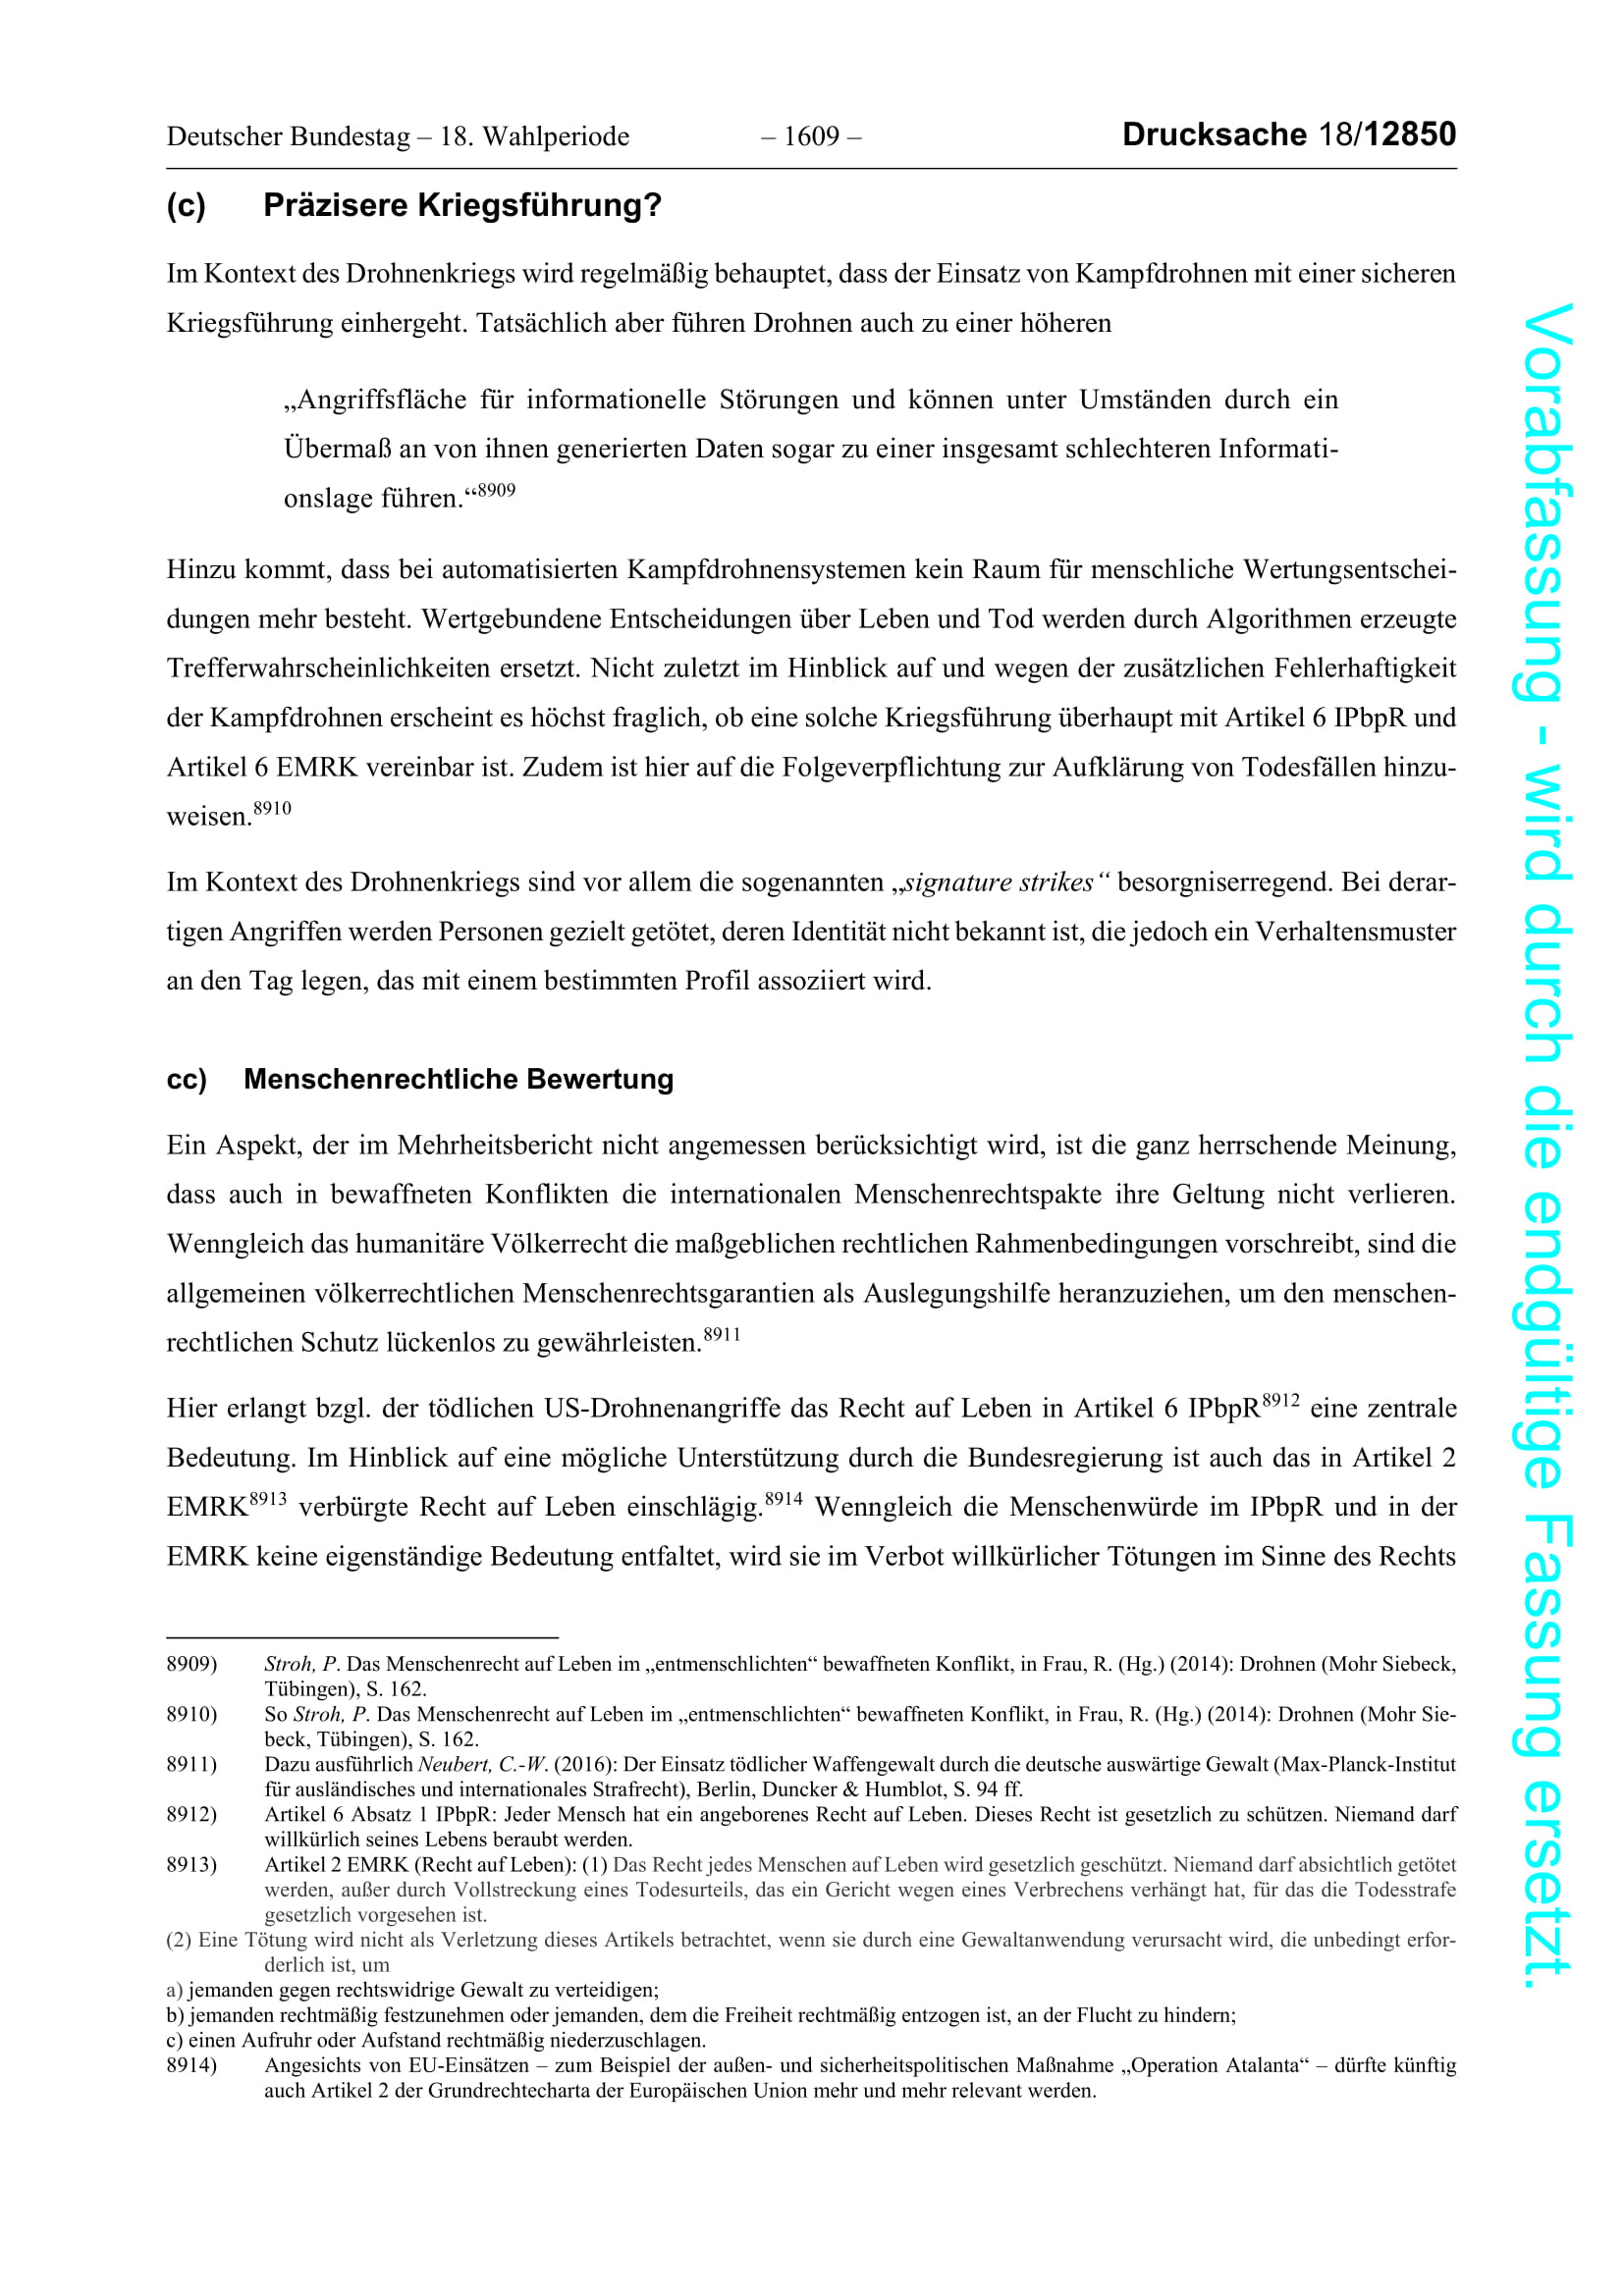 Deutscher Bundestag – 18. Wahlperiode – 1609 – Drucksache 18/12850
(c) Präzisere Kriegsführung?
Im Kontext des Drohnenkriegs wird regelmäßig behauptet, dass der Einsatz von Kampfdrohnen mit einer sicheren
Kriegsführung einhergeht. Tatsächlich aber führen Drohnen auch zu einer höheren
„Angriffsfläche für informationelle Störungen und können unter Umständen durch ein
Übermaß an von ihnen generierten Daten sogar zu einer insgesamt schlechteren Informati-
onslage führen.“8909
Hinzu kommt, dass bei automatisierten Kampfdrohnensystemen kein Raum für menschliche Wertungsentschei-
dungen mehr besteht. Wertgebundene Entscheidungen über Leben und Tod werden durch Algorithmen erzeugte
Trefferwahrscheinlichkeiten ersetzt. Nicht zuletzt im Hinblick auf und wegen der zusätzlichen Fehlerhaftigkeit
der Kampfdrohnen erscheint es höchst fraglich, ob eine solche Kriegsführung überhaupt mit Artikel 6 IPbpR und
Artikel 6 EMRK vereinbar ist. Zudem ist hier auf die Folgeverpflichtung zur Aufklärung von Todesfällen hinzu-
weisen.8910
Im Kontext des Drohnenkriegs sind vor allem die sogenannten „signature strikes“ besorgniserregend. Bei derar-
tigen Angriffen werden Personen gezielt getötet, deren Identität nicht bekannt ist, die jedoch ein Verhaltensmuster
an den Tag legen, das mit einem bestimmten Profil assoziiert wird.
cc) Menschenrechtliche Bewertung
Ein Aspekt, der im Mehrheitsbericht nicht angemessen berücksichtigt wird, ist die ganz herrschende Meinung,
dass auch in bewaffneten Konflikten die internationalen Menschenrechtspakte ihre Geltung nicht verlieren.
Wenngleich das humanitäre Völkerrecht die maßgeblichen rechtlichen Rahmenbedingungen vorschreibt, sind die
allgemeinen völkerrechtlichen Menschenrechtsgarantien als Auslegungshilfe heranzuziehen, um den menschen-
rechtlichen Schutz lückenlos zu gewährleisten.8911
Hier erlangt bzgl. der tödlichen US-Drohnenangriffe das Recht auf Leben in Artikel 6 IPbpR8912 eine zentrale
Bedeutung. Im Hinblick auf eine mögliche Unterstützung durch die Bundesregierung ist auch das in Artikel 2
EMRK8913 verbürgte Recht auf Leben einschlägig.8914 Wenngleich die Menschenwürde im IPbpR und in der
EMRK keine eigenständige Bedeutung entfaltet, wird sie im Verbot willkürlicher Tötungen im Sinne des Rechts
8909) Stroh, P. Das Menschenrecht auf Leben im „entmenschlichten“ bewaffneten Konflikt, in Frau, R. (Hg.) (2014): Drohnen (Mohr Siebeck,
Tübingen), S. 162.
8910) So Stroh, P. Das Menschenrecht auf Leben im „entmenschlichten“ bewaffneten Konflikt, in Frau, R. (Hg.) (2014): Drohnen (Mohr Sie-
beck, Tübingen), S. 162.
8911) Dazu ausführlich Neubert, C.-W. (2016): Der Einsatz tödlicher Waffengewalt durch die deutsche auswärtige Gewalt (Max-Planck-Institut
für ausländisches und internationales Strafrecht), Berlin, Duncker & Humblot, S. 94 ff.
8912) Artikel 6 Absatz 1 IPbpR: Jeder Mensch hat ein angeborenes Recht auf Leben. Dieses Recht ist gesetzlich zu schützen. Niemand darf
willkürlich seines Lebens beraubt werden.
8913) Artikel 2 EMRK (Recht auf Leben): (1) Das Recht jedes Menschen auf Leben wird gesetzlich geschützt. Niemand darf absichtlich getötet
werden, außer durch Vollstreckung eines Todesurteils, das ein Gericht wegen eines Verbrechens verhängt hat, für das die Todesstrafe
gesetzlich vorgesehen ist.
(2) Eine Tötung wird nicht als Verletzung dieses Artikels betrachtet, wenn sie durch eine Gewaltanwendung verursacht wird, die unbedingt erfor-
derlich ist, um
a) jemanden gegen rechtswidrige Gewalt zu verteidigen;
b) jemanden rechtmäßig festzunehmen oder jemanden, dem die Freiheit rechtmäßig entzogen ist, an der Flucht zu hindern;
c) einen Aufruhr oder Aufstand rechtmäßig niederzuschlagen.
8914) Angesichts von EU-Einsätzen – zum Beispiel der außen- und sicherheitspolitischen Maßnahme „Operation Atalanta“ – dürfte künftig
auch Artikel 2 der Grundrechtecharta der Europäischen Union mehr und mehr relevant werden.
Vorabfassung - wird durch die endgültige Fassung ersetzt.